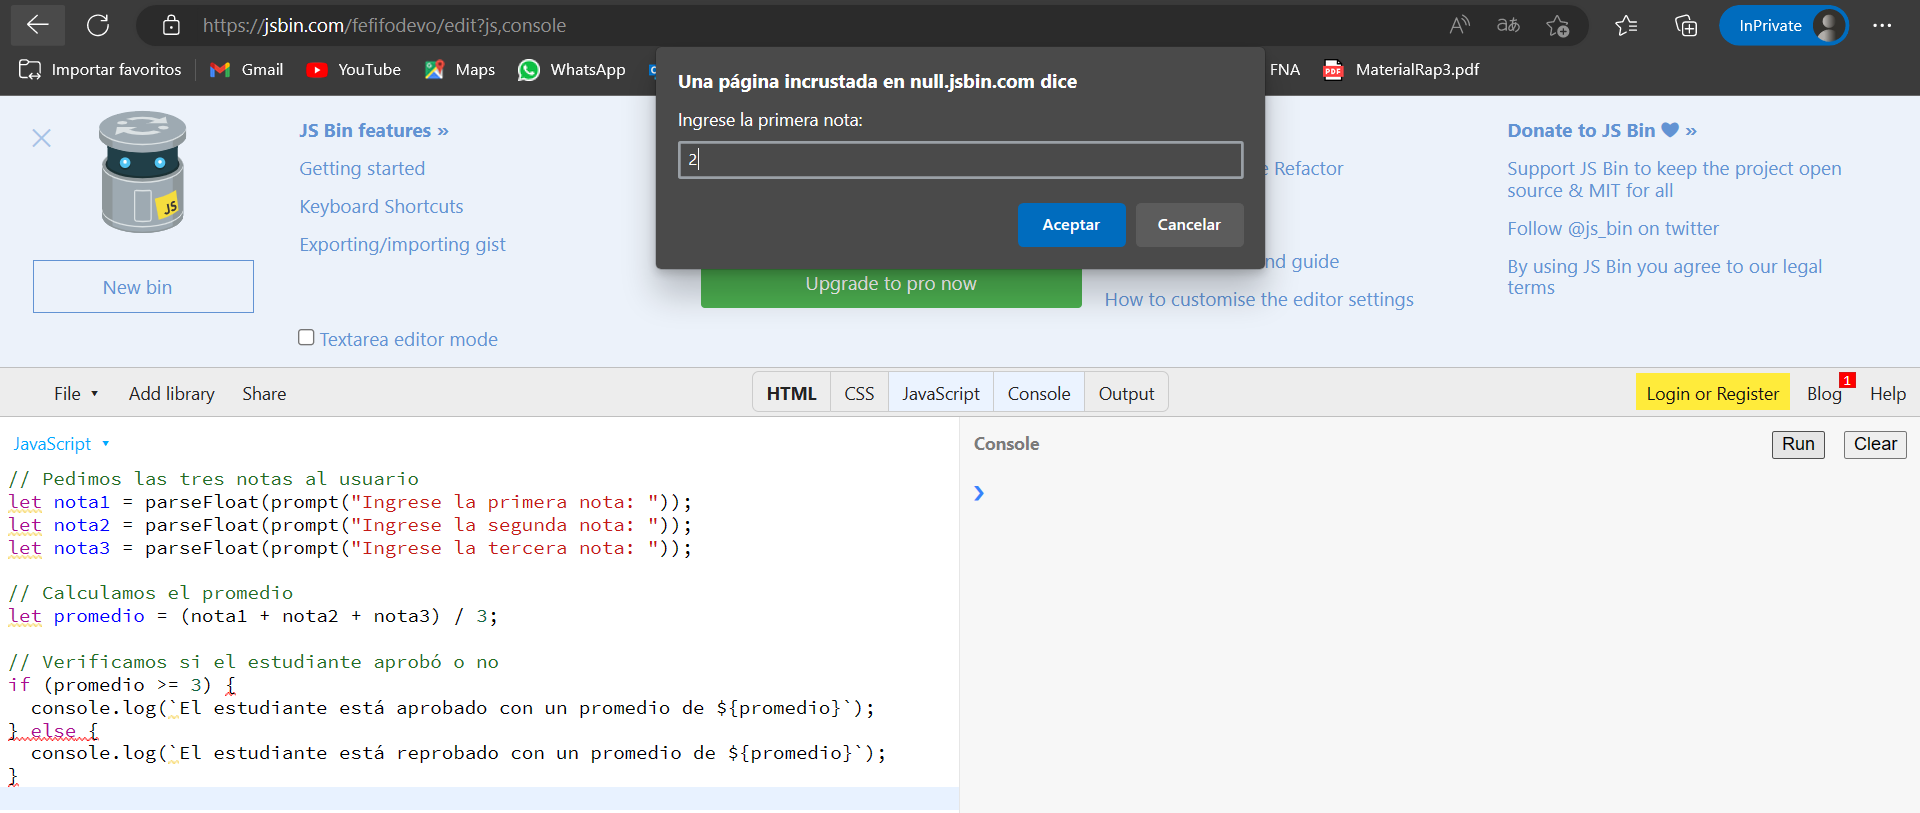 https://jsbin.com/fefifodevo/edit?js,console
InPrivate
Importar favoritos
Gmail
YouTube
Maps
WhatsApp
FNA
PDF
MaterialRap3.pdf
Una página incrustada en null.jsbin.com dice
Ingrese la primera nota:
2
Aceptar
Cancelar
JS
New bin
JS Bin features »
Getting started
Keyboard Shortcuts
Exporting/importing gist
Textarea editor mode
Upgrade to pro now
Refactor
nd guide
How to customise the editor settings
Donate to JS Bin ♥ »
Support JS Bin to keep the project open
source & MIT for all
Follow @js_bin on twitter
By using JS Bin you agree to our legal
terms
File
Add library
Share
HTML
CSS
JavaScript
Console
Output
Login or Register
Blog
1
Help
JavaScript
// Pedimos las tres notas al usuario
let nota1 = parseFloat(prompt("Ingrese la primera nota: "));
let nota2 = parseFloat(prompt("Ingrese la segunda nota: "));
let nota3 = parseFloat(prompt("Ingrese la tercera nota: "));
// Calculamos el promedio
let promedio = (nota1 + nota2 + nota3) / 3;
// Verificamos si el estudiante aprobó o no
if (promedio >= 3) {
console.log(`El estudiante está aprobado con un promedio de ${promedio}`);
} else {
console.log(`El estudiante está reprobado con un promedio de ${promedio}`);
}
Console
Run
Clear